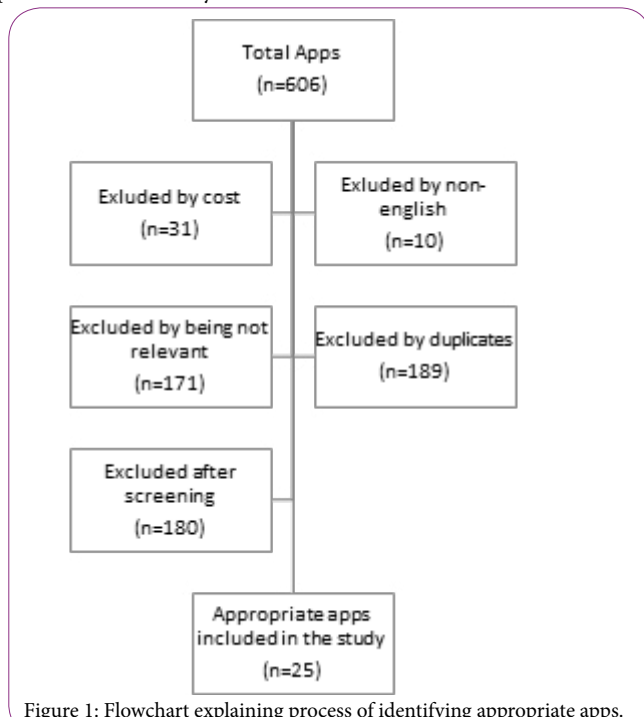 Total Apps
(n=606)
Exluded by cost
(n=31)
Exluded by non-
english
(n=10)
Excluded by being not
relevant
(n=171)
Excluded by duplicates
(n=189)
Excluded after
screening
(n=180)
Appropriate apps
included in the study
(n=25)
Figure 1: Flowchart explaining process of identifying appropriate apps.